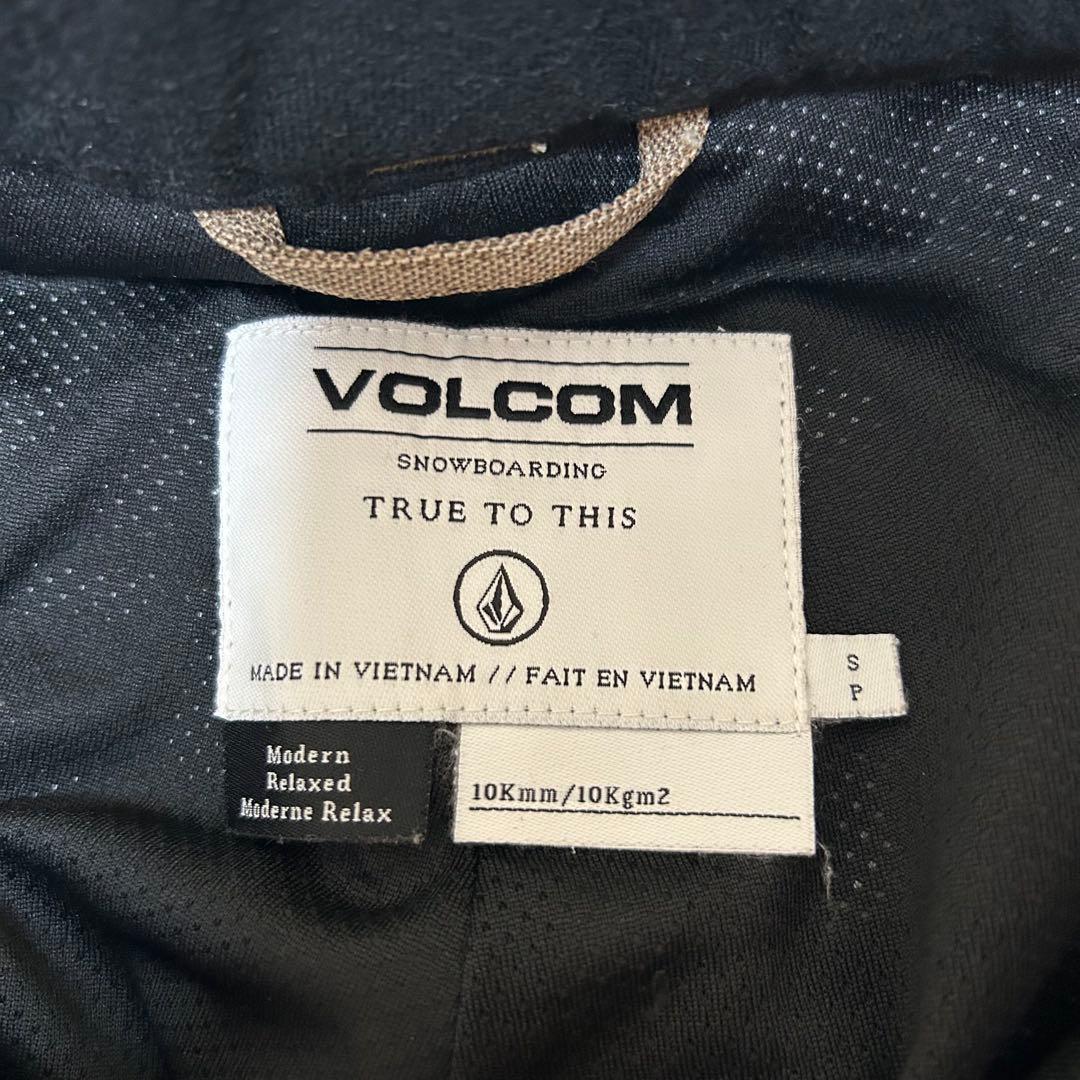 VOLCOM
SNOWBOARDING
TRUE TO THIS
MADE IN VIETNAM // FAIT EN VIETNAM
S
P
Modern
Relaxed
Moderne Relax
10Kmm/10Kgm2